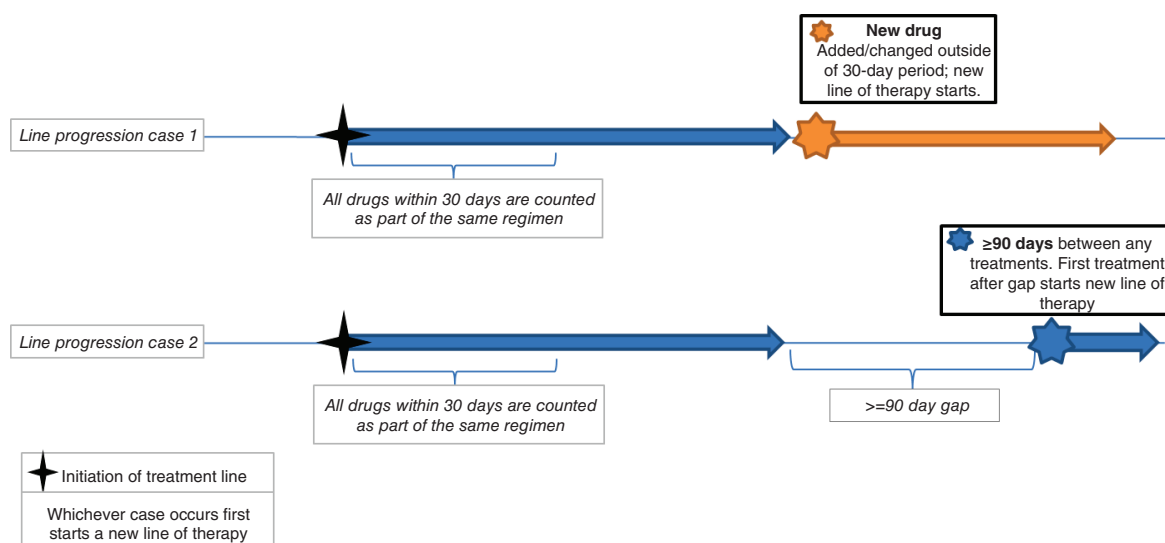 New drug
Added/changed outside
of 30-day period; new
line of therapy starts.
Line progression case 1
All drugs within 30 days are counted
as part of the same regimen
≥90 days between any
treatments. First treatment
after gap starts new line of
therapy
Line progression case 2
All drugs within 30 days are counted
as part of the same regimen
>=90 day gap
Initiation of treatment line
Whichever case occurs first
starts a new line of therapy